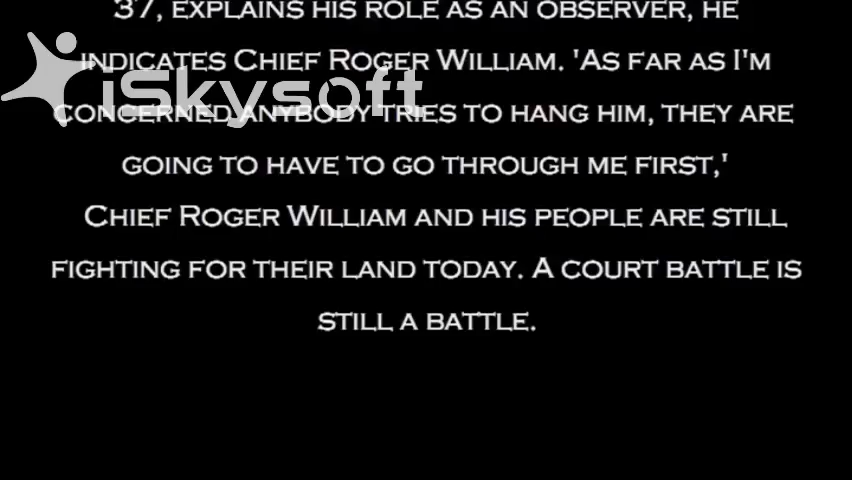 37, EXPLAINS HIS ROLE AS AN OBSERVER, HE
INDICATES CHIEF ROGER WILLIAM. 'AS FAR AS I'M
iSkysoft
CONCERNED ANYBODY TRIES TO HANG HIM, THEY ARE
GOING TO HAVE TO GO THROUGH ME FIRST,'
CHIEF ROGER WILLIAM AND HIS PEOPLE ARE STILL
FIGHTING FOR THEIR LAND TODAY. A COURT BATTLE IS
STILL A BATTLE.